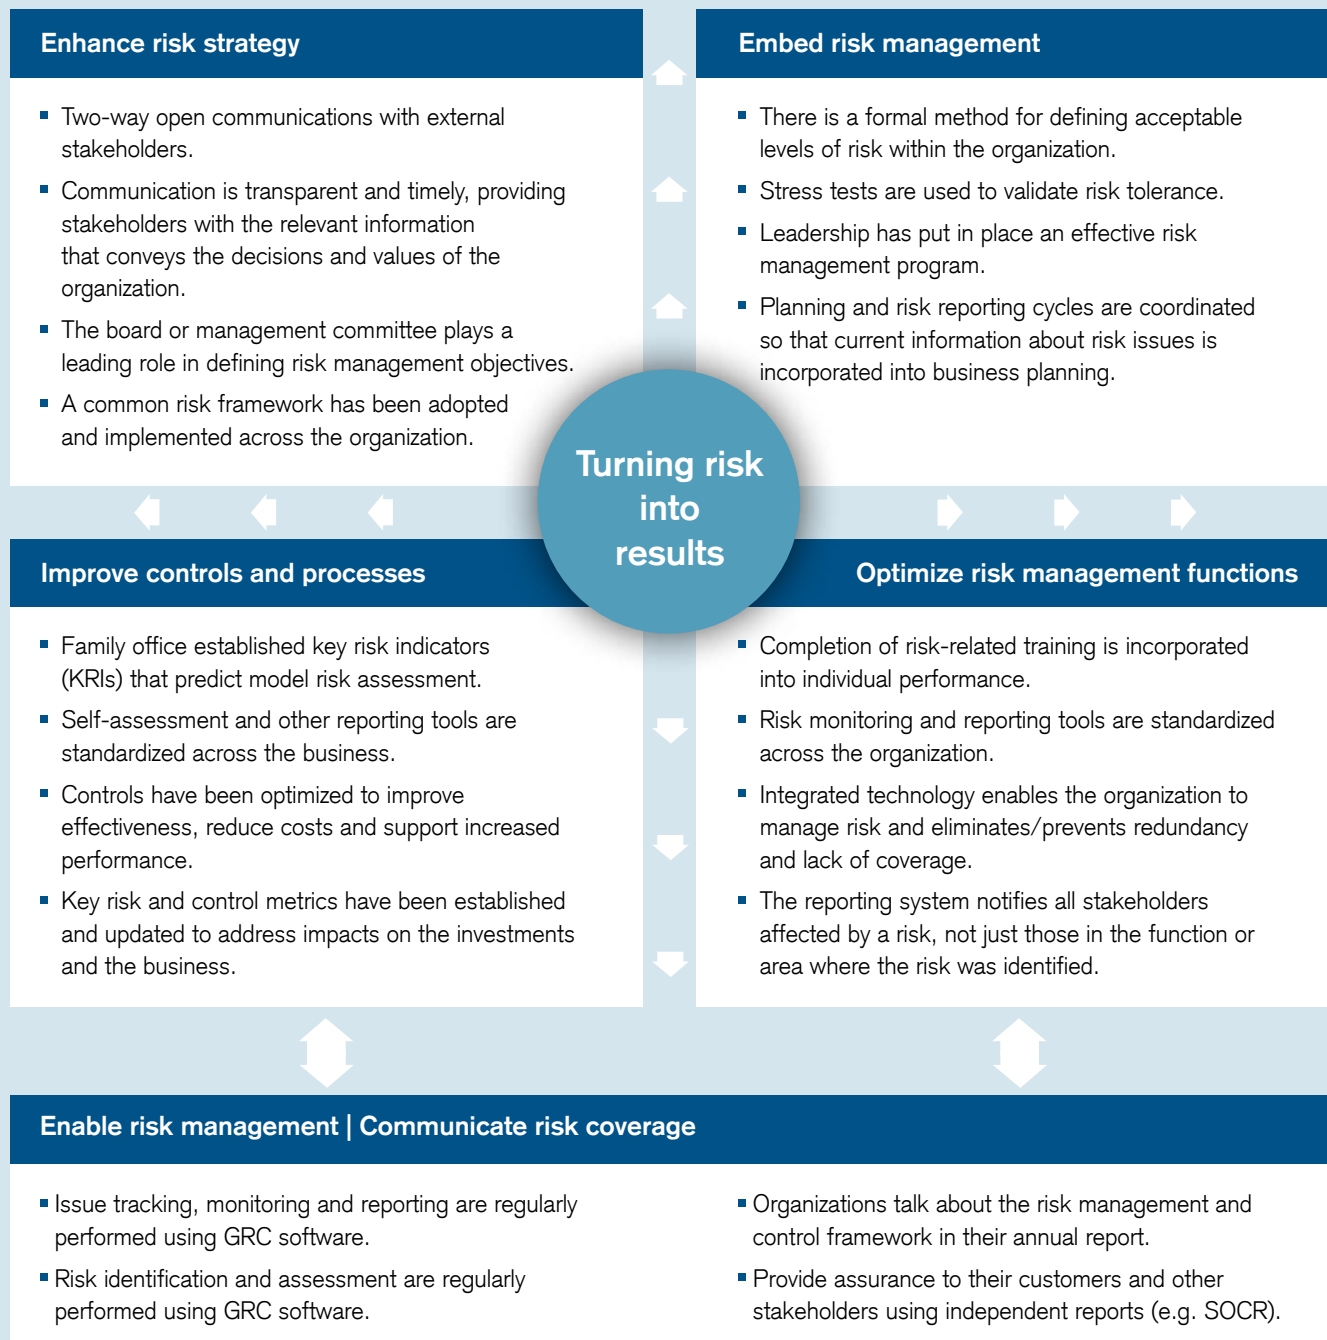 Enhance risk strategy
▪ Two-way open communications with external
stakeholders.
▪ Communication is transparent and timely, providing
stakeholders with the relevant information
that conveys the decisions and values of the
organization.
▪ The board or management committee plays a
leading role in defining risk management objectives.
▪ A common risk framework has been adopted
and implemented across the organization.
Embed risk management
▪ There is a formal method for defining acceptable
levels of risk within the organization.
▪ Stress tests are used to validate risk tolerance.
▪ Leadership has put in place an effective risk
management program.
▪ Planning and risk reporting cycles are coordinated
so that current information about risk issues is
incorporated into business planning.
Turning risk
into
results
Improve controls and processes
▪ Family office established key risk indicators
(KRIs) that predict model risk assessment.
▪ Self-assessment and other reporting tools are
standardized across the business.
▪ Controls have been optimized to improve
effectiveness, reduce costs and support increased
performance.
▪ Key risk and control metrics have been established
and updated to address impacts on the investments
and the business.
Optimize risk management functions
▪ Completion of risk-related training is incorporated
into individual performance.
▪ Risk monitoring and reporting tools are standardized
across the organization.
▪ Integrated technology enables the organization to
manage risk and eliminates/prevents redundancy
and lack of coverage.
▪ The reporting system notifies all stakeholders
affected by a risk, not just those in the function or
area where the risk was identified.
Enable risk management | Communicate risk coverage
▪ Issue tracking, monitoring and reporting are regularly
performed using GRC software.
▪ Risk identification and assessment are regularly
performed using GRC software.
▪ Organizations talk about the risk management and
control framework in their annual report.
▪ Provide assurance to their customers and other
stakeholders using independent reports (e.g. SOCR).